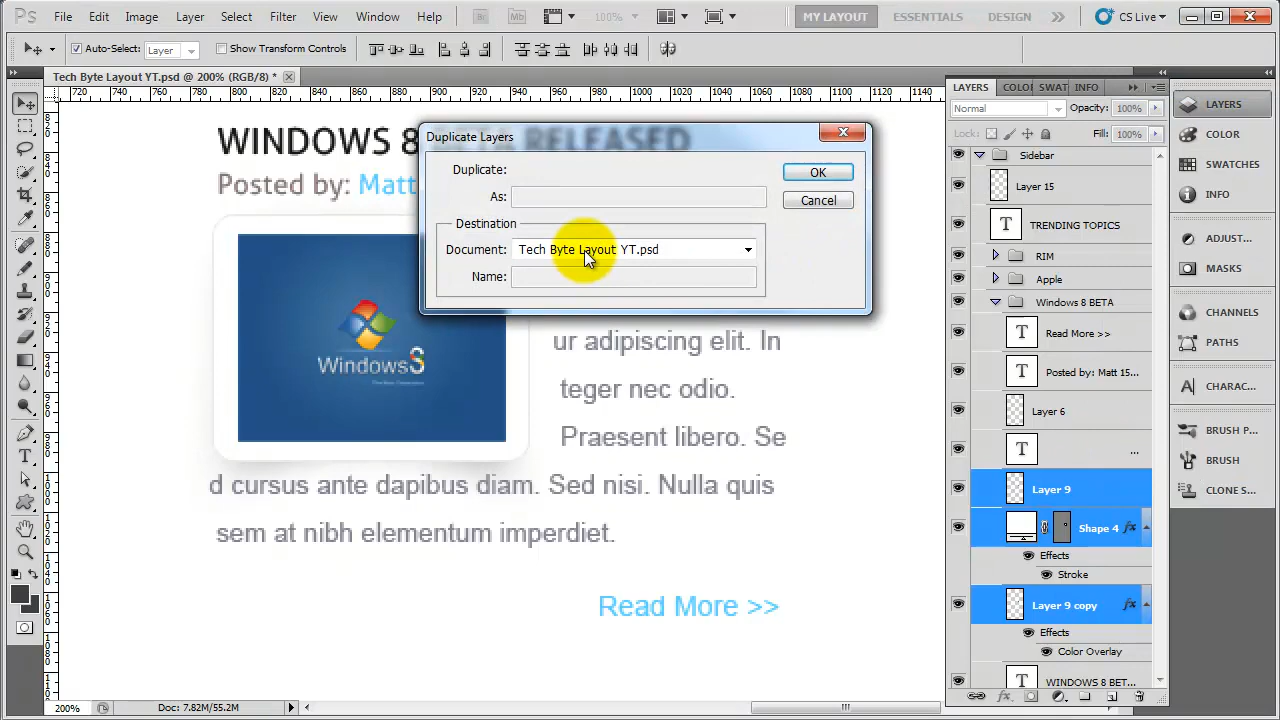 Ps File Edit Image Layer Select Filter View Window Help Br Mb 100% MY LAYOUT ESSENTIALS DESIGN CS Live
Auto-Select: Layer Show Transform Controls
Tech Byte Layout YT.psd @ 200% (RGB/8) *
720 740 760 780 800 820 840 860 880 900 920 940 960 980 1000 1020 1040 1060 1080 1100 1120 1140
LAYERS COLOR SWAT INFO
Normal Opacity: 100%
Lock: Fill: 100%
Sidebar
Layer 15
TRENDING TOPICS
RIM
Apple
Windows 8 BETA
Read More >>
Posted by: Matt 15...
Layer 6
...
Layer 9
Shape 4 fx
Effects
Stroke
Layer 9 copy fx
Effects
Color Overlay
WINDOWS 8 BET...
LAYERS
COLOR
SWATCHES
INFO
ADJUST...
MASKS
CHANNELS
PATHS
CHARAC...
BRUSH P...
BRUSH
CLONE S...
Duplicate Layers
Duplicate:
As:
OK
Cancel
Destination
Document: Tech Byte Layout YT.psd
Name:
WINDOWS 8 RELEASED
Posted by: Matt
Windows8
ur adipiscing elit. In
teger nec odio.
Praesent libero. Se
d cursus ante dapibus diam. Sed nisi. Nulla quis
sem at nibh elementum imperdiet.
Read More >>
200% Doc: 7.82M/55.2M